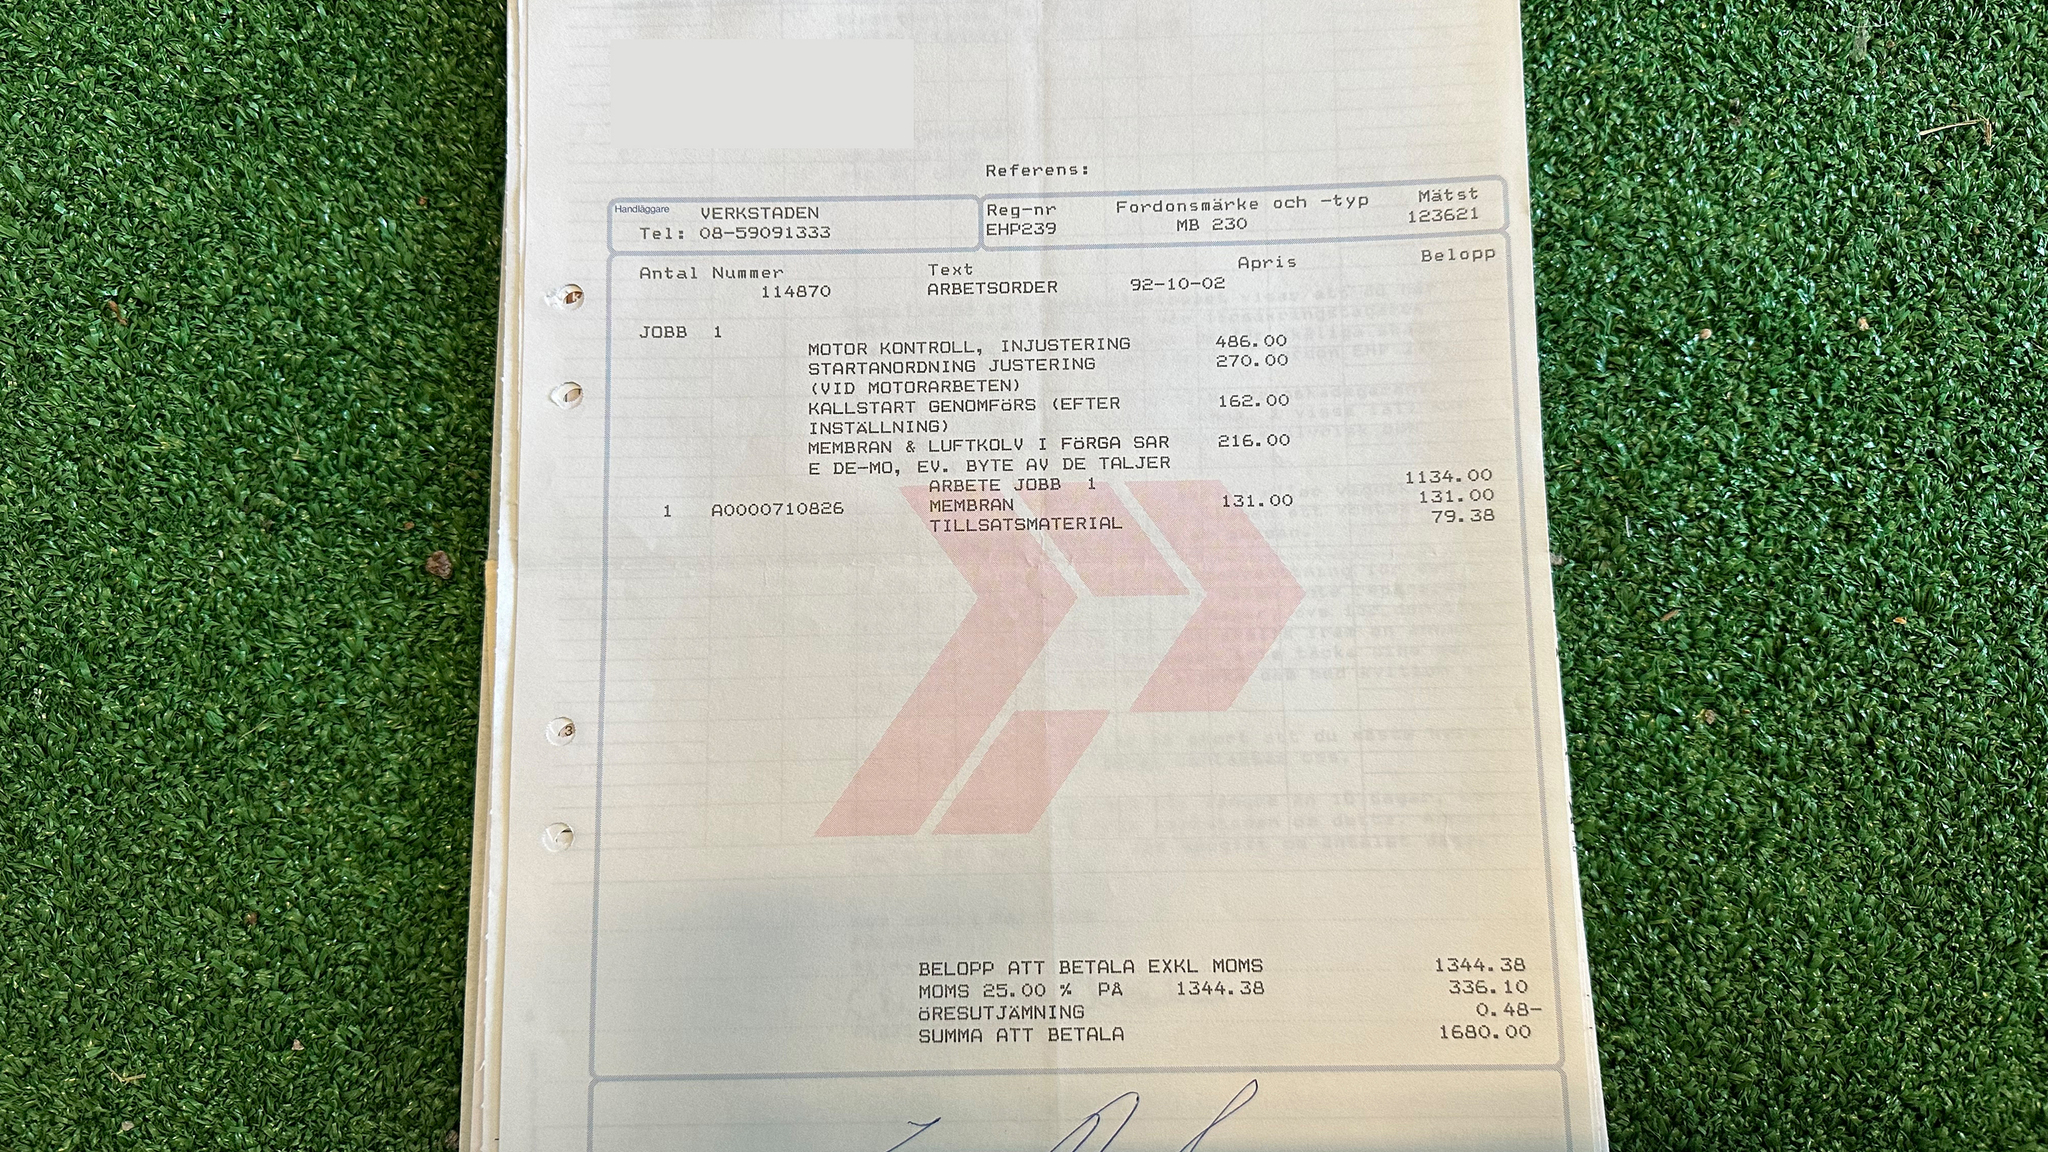 Referens:
Handläggare VERKSTADEN
Tel: 08-59091333
Reg-nr Fordonsmärke och -typ Mätst
EHP239 MB 230 123621
Antal Nummer Text Apris Belopp
114870 ARBETSORDER 92-10-02
JOBB 1
MOTOR KONTROLL, INJUSTERING 486.00
STARTANORDNING JUSTERING 270.00
(VID MOTORARBETEN)
KALLSTART GENOMFöRS (EFTER 162.00
INSTÄLLNING)
MEMBRAN & LUFTKOLV I FöRGA SAR 216.00
E DE-MO, EV. BYTE AV DE TALJER
ARBETE JOBB 1 1134.00
1 A0000710826 MEMBRAN 131.00 131.00
TILLSATSMATERIAL 79.38
BELOPP ATT BETALA EXKL MOMS 1344.38
MOMS 25.00 % PÅ 1344.38 336.10
öRESUTJÄMNING 0.48-
SUMMA ATT BETALA 1680.00